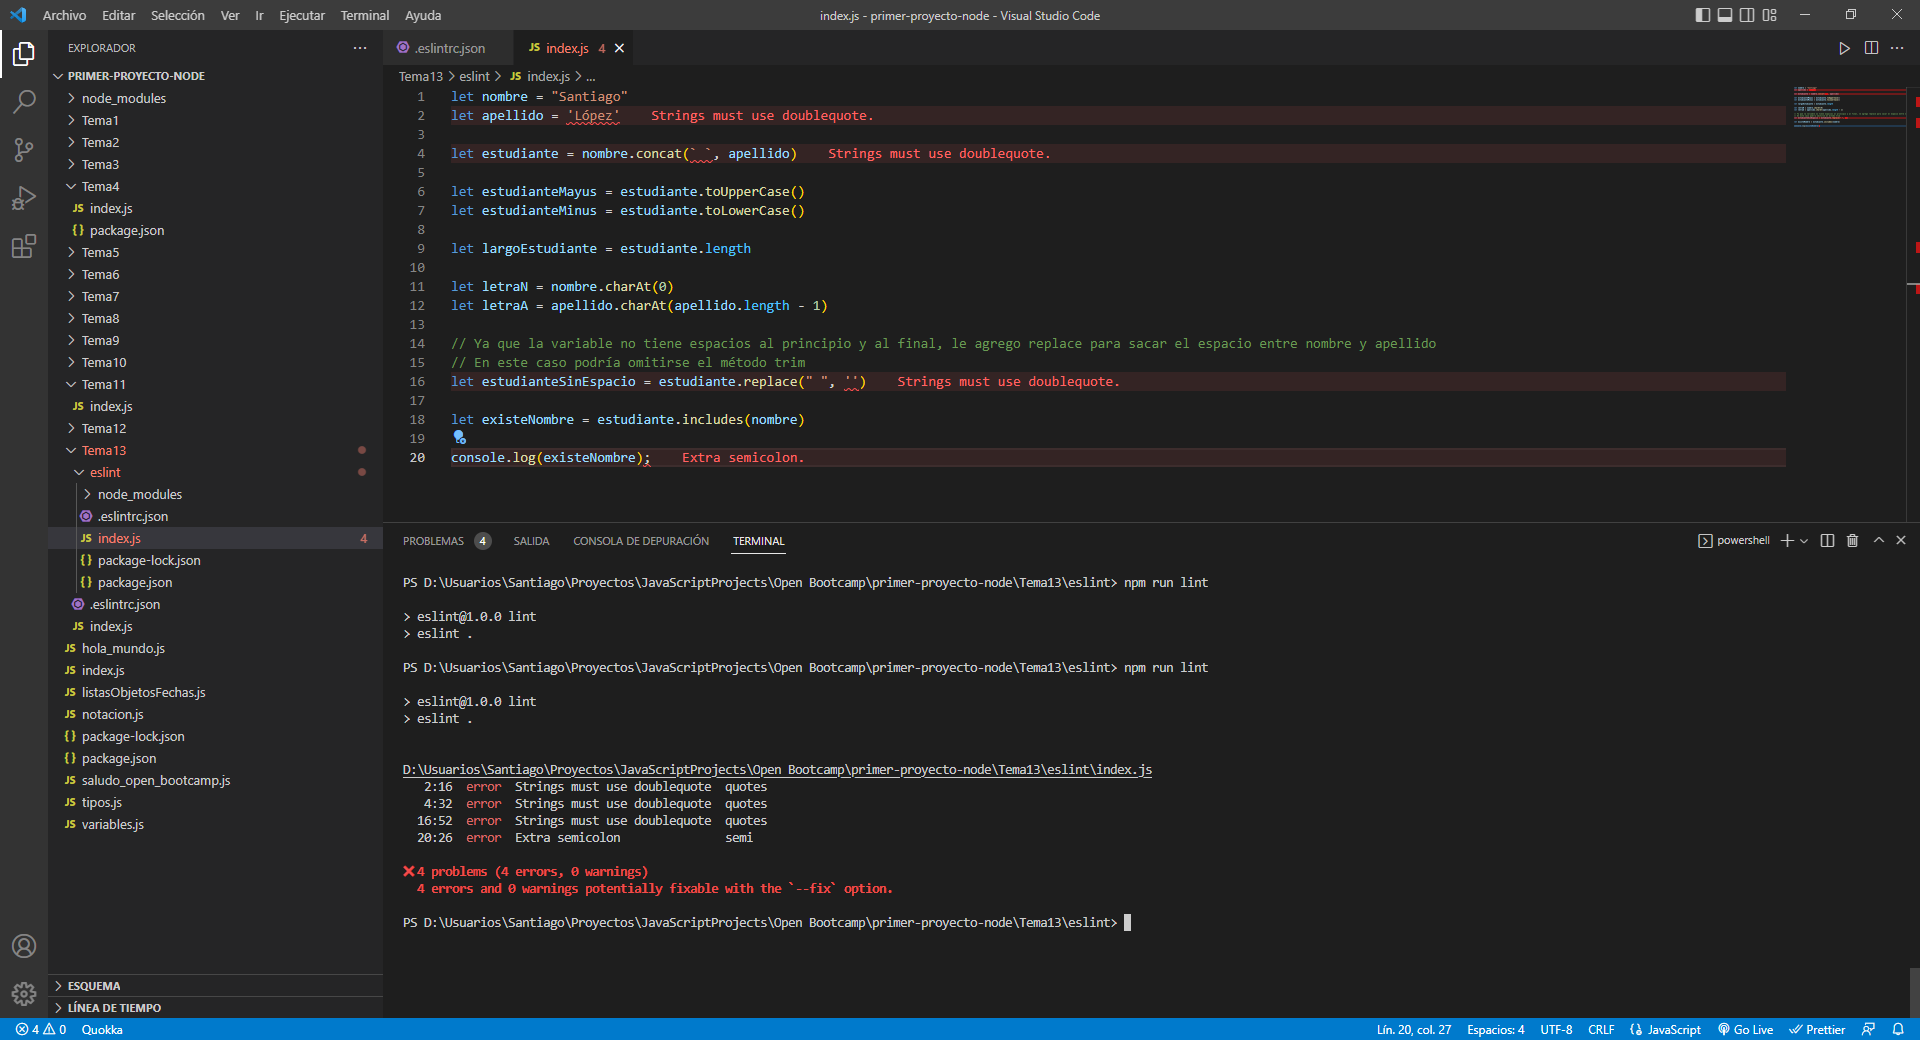 Archivo Editar Selección Ver Ir Ejecutar Terminal Ayuda
index.js - primer-proyecto-node - Visual Studio Code
EXPLORADOR
PRIMER-PROYECTO-NODE
node_modules
Tema1
Tema2
Tema3
Tema4
JS index.js
{} package.json
Tema5
Tema6
Tema7
Tema8
Tema9
Tema10
Tema11
JS index.js
Tema12
Tema13
eslint
node_modules
.eslintrc.json
JS index.js 4
{} package-lock.json
{} package.json
.eslintrc.json
JS index.js
JS hola_mundo.js
JS index.js
JS listasObjetosFechas.js
JS notacion.js
{} package-lock.json
{} package.json
JS saludo_open_bootcamp.js
JS tipos.js
JS variables.js
ESQUEMA
LÍNEA DE TIEMPO
.eslintrc.json JS index.js 4
Tema13 > eslint > JS index.js > ...
1 let nombre = "Santiago"
2 let apellido = 'López' Strings must use doublequote.
3
4 let estudiante = nombre.concat(` `, apellido) Strings must use doublequote.
5
6 let estudianteMayus = estudiante.toUpperCase()
7 let estudianteMinus = estudiante.toLowerCase()
8
9 let largoEstudiante = estudiante.length
10
11 let letraN = nombre.charAt(0)
12 let letraA = apellido.charAt(apellido.length - 1)
13
14 // Ya que la variable no tiene espacios al principio y al final, le agrego replace para sacar el espacio entre nombre y apellido
15 // En este caso podría omitirse el método trim
16 let estudianteSinEspacio = estudiante.replace(" ", '') Strings must use doublequote.
17
18 let existeNombre = estudiante.includes(nombre)
19
20 console.log(existeNombre); Extra semicolon.
PROBLEMAS 4 SALIDA CONSOLA DE DEPURACIÓN TERMINAL
powershell
PS D:\Usuarios\Santiago\Proyectos\JavaScriptProjects\Open Bootcamp\primer-proyecto-node\Tema13\eslint> npm run lint
> eslint@1.0.0 lint
> eslint .
PS D:\Usuarios\Santiago\Proyectos\JavaScriptProjects\Open Bootcamp\primer-proyecto-node\Tema13\eslint> npm run lint
> eslint@1.0.0 lint
> eslint .
D:\Usuarios\Santiago\Proyectos\JavaScriptProjects\Open Bootcamp\primer-proyecto-node\Tema13\eslint\index.js
2:16 error Strings must use doublequote quotes
4:32 error Strings must use doublequote quotes
16:52 error Strings must use doublequote quotes
20:26 error Extra semicolon semi
❌4 problems (4 errors, 0 warnings)
4 errors and 0 warnings potentially fixable with the `--fix` option.
PS D:\Usuarios\Santiago\Proyectos\JavaScriptProjects\Open Bootcamp\primer-proyecto-node\Tema13\eslint>
4 0 Quokka
Lín. 20, col. 27 Espacios: 4 UTF-8 CRLF {} JavaScript Go Live Prettier